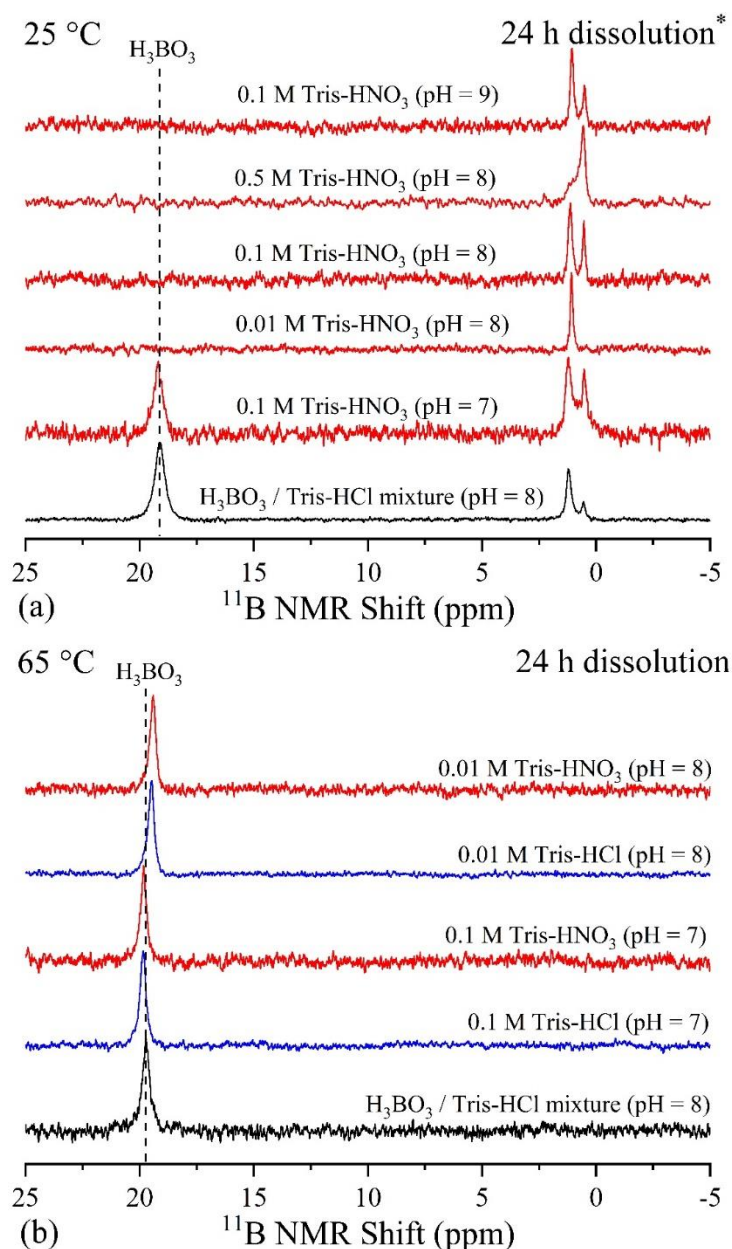 25 °C
24 h dissolution*
H₃BO₃
0.1 M Tris-HNO₃ (pH = 9)
0.5 M Tris-HNO₃ (pH = 8)
0.1 M Tris-HNO₃ (pH = 8)
0.01 M Tris-HNO₃ (pH = 8)
0.1 M Tris-HNO₃ (pH = 7)
H₃BO₃ / Tris-HCl mixture (pH = 8)
25 20 15 10 5 0 -5
(a) ¹¹B NMR Shift (ppm)
65 °C
24 h dissolution
H₃BO₃
0.01 M Tris-HNO₃ (pH = 8)
0.01 M Tris-HCl (pH = 8)
0.1 M Tris-HNO₃ (pH = 7)
0.1 M Tris-HCl (pH = 7)
H₃BO₃ / Tris-HCl mixture (pH = 8)
25 20 15 10 5 0 -5
(b) ¹¹B NMR Shift (ppm)